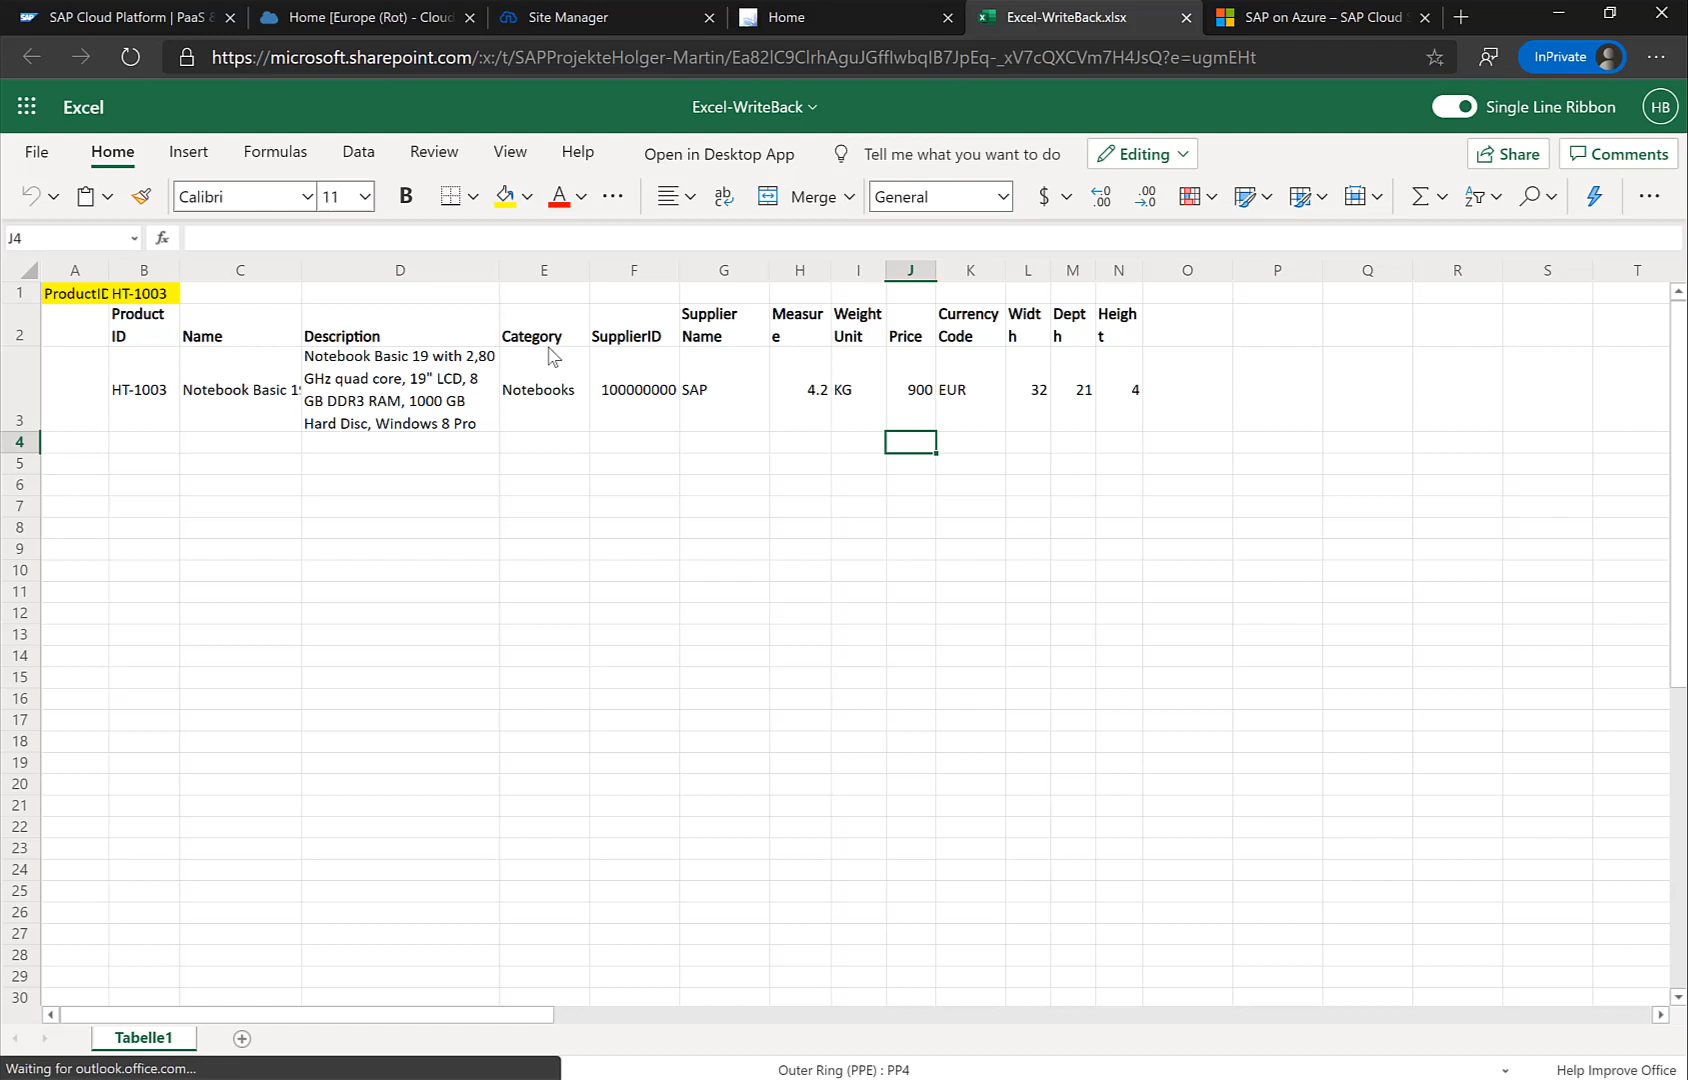 SAP Cloud Platform | PaaS &
Home [Europe (Rot) - Cloud
Site Manager
Home
Excel-WriteBack.xlsx
SAP on Azure – SAP Cloud S
https://microsoft.sharepoint.com/:x:/t/SAPProjekteHolger-Martin/Ea82lC9ClrhAguJGfflwbqIB7JpEq-_xV7cQXCVm7H4JsQ?e=ugmEHt
InPrivate
Excel
Excel-WriteBack
Single Line Ribbon
HB
File
Home
Insert
Formulas
Data
Review
View
Help
Open in Desktop App
Tell me what you want to do
Editing
Share
Comments
Calibri
11
B
Merge
General
J4
fx
A B C D E F G H I J K L M N O P Q R S T
1 ProductID HT-1003
2 Product ID Name Description Category SupplierID Supplier Name Measure Weight Unit Price Currency Code Width Depth Height
3 HT-1003 Notebook Basic 19 Notebook Basic 19 with 2,80 GHz quad core, 19" LCD, 8 GB DDR3 RAM, 1000 GB Hard Disc, Windows 8 Pro Notebooks 100000000 SAP 4.2 KG 900 EUR 32 21 4
4
5
6
7
8
9
10
11
12
13
14
15
16
17
18
19
20
21
22
23
24
25
26
27
28
29
30
Tabelle1
Waiting for outlook.office.com...
Outer Ring (PPE) : PP4
Help Improve Office